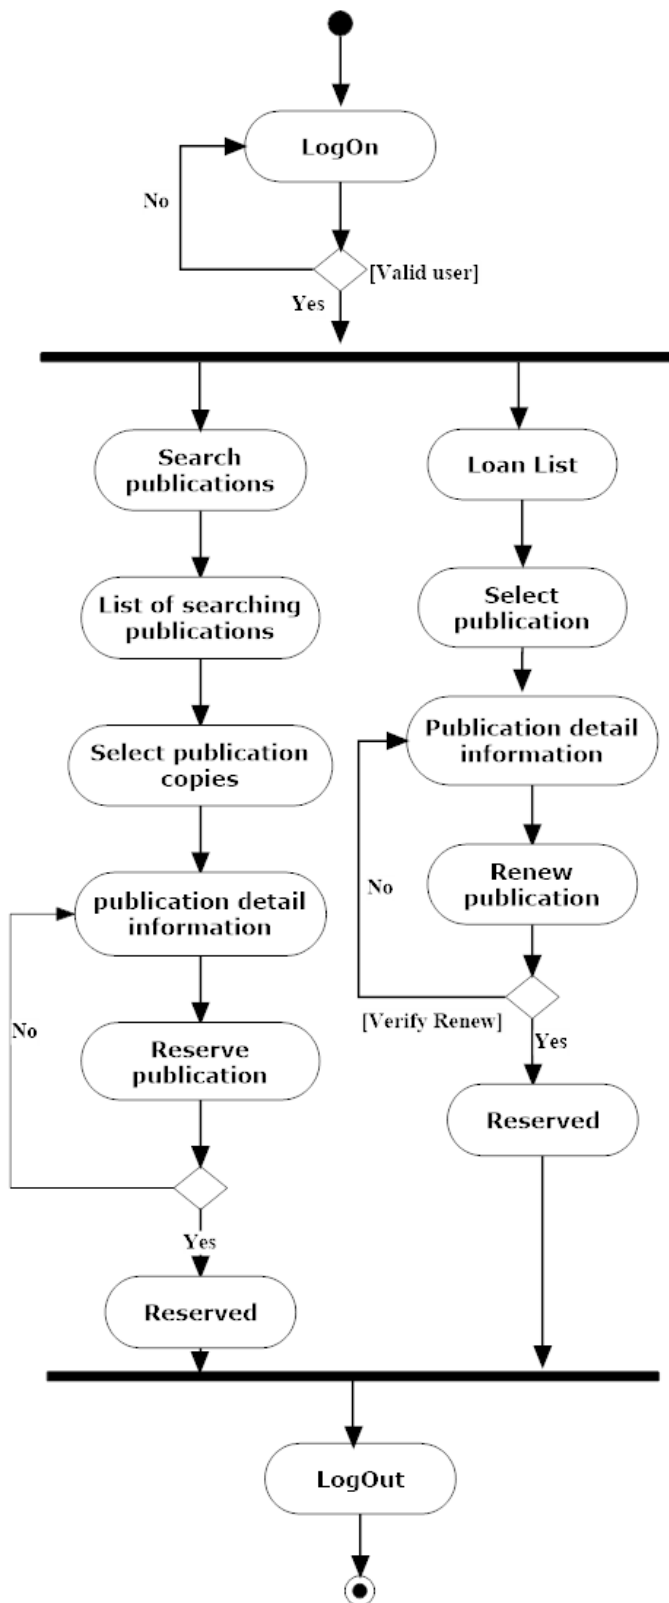 LogOn
No
[Valid user]
Yes
Search
publications
List of searching
publications
Select publication
copies
publication detail
information
No
Reserve
publication
Yes
Reserved
Loan List
Select
publication
Publication detail
information
No
Renew
publication
[Verify Renew]
Yes
Reserved
LogOut